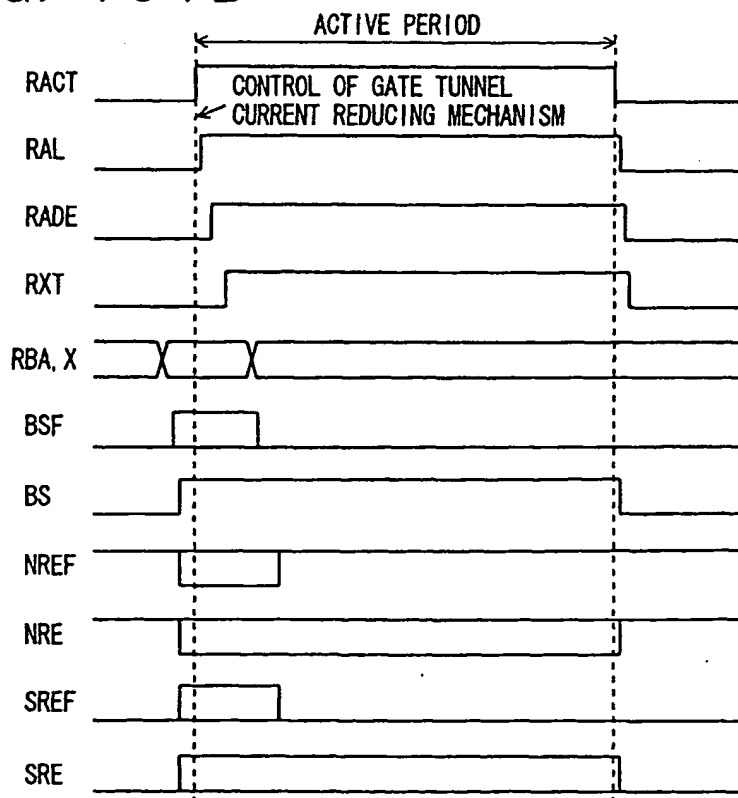 ACTIVE PERIOD
RACT
CONTROL OF GATE TUNNEL
CURRENT REDUCING MECHANISM
RAL
RADE
RXT
RBA, X
BSF
BS
NREF
NRE
SREF
SRE